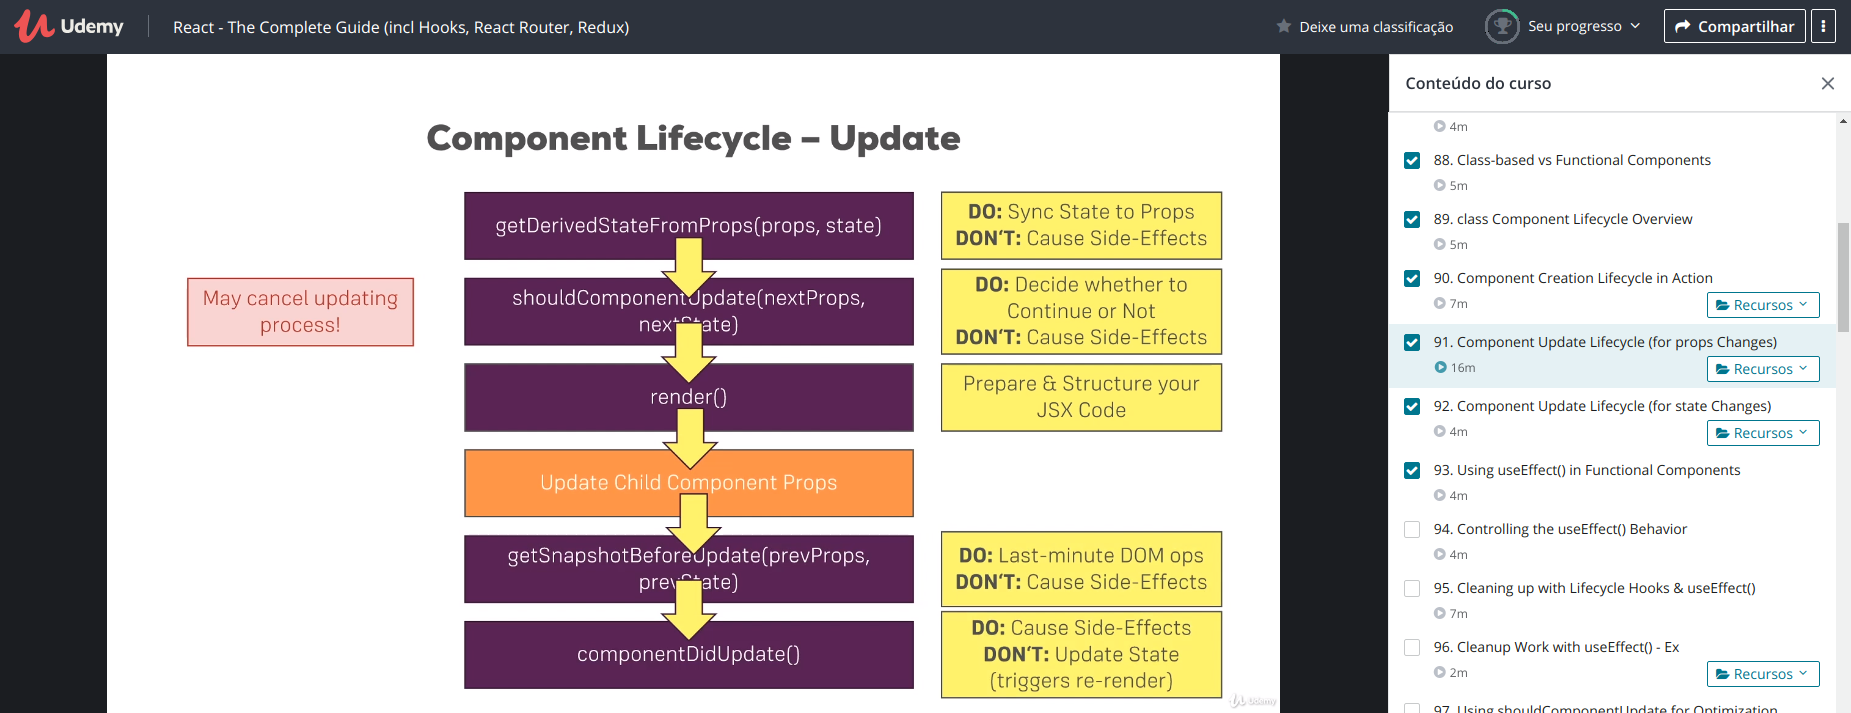 Udemy
React - The Complete Guide (incl Hooks, React Router, Redux)
Deixe uma classificação
Seu progresso
Compartilhar
Component Lifecycle – Update
getDerivedStateFromProps(props, state)
DO: Sync State to Props
DON'T: Cause Side-Effects
May cancel updating
process!
shouldComponentUpdate(nextProps,
nextState)
DO: Decide whether to
Continue or Not
DON'T: Cause Side-Effects
render()
Prepare & Structure your
JSX Code
Update Child Component Props
getSnapshotBeforeUpdate(prevProps,
prevState)
DO: Last-minute DOM ops
DON'T: Cause Side-Effects
componentDidUpdate()
DO: Cause Side-Effects
DON'T: Update State
(triggers re-render)
Udemy
Conteúdo do curso
4m
88. Class-based vs Functional Components
5m
89. class Component Lifecycle Overview
5m
90. Component Creation Lifecycle in Action
7m
Recursos
91. Component Update Lifecycle (for props Changes)
16m
Recursos
92. Component Update Lifecycle (for state Changes)
4m
Recursos
93. Using useEffect() in Functional Components
4m
94. Controlling the useEffect() Behavior
4m
95. Cleaning up with Lifecycle Hooks & useEffect()
7m
96. Cleanup Work with useEffect() - Ex
2m
Recursos
97. Using shouldComponentUpdate for Optimization